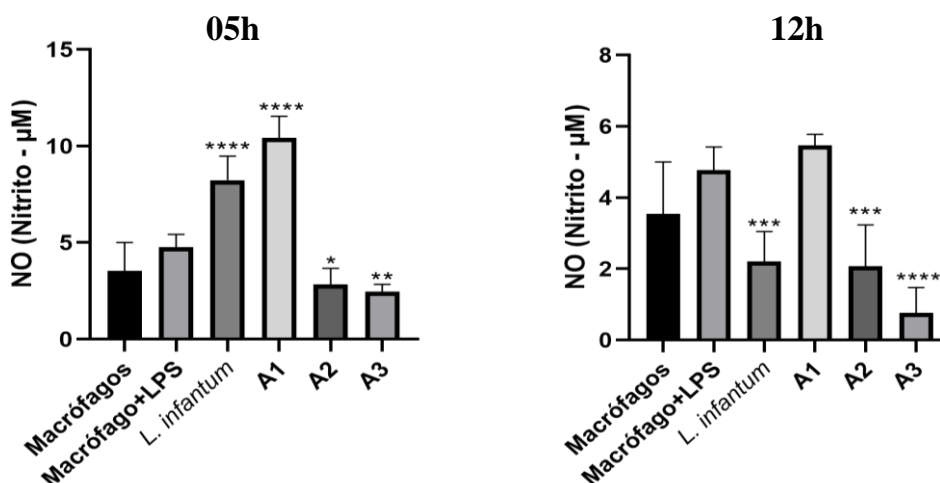 05h
NO (Nitrito - µM)
15
10
5
0
****
****
*
**
Macrófagos
Macrófago+LPS
L. infantum
A1
A2
A3
12h
NO (Nitrito - µM)
8
6
4
2
0
***
***
****
Macrófagos
Macrófago+LPS
L. infantum
A1
A2
A3